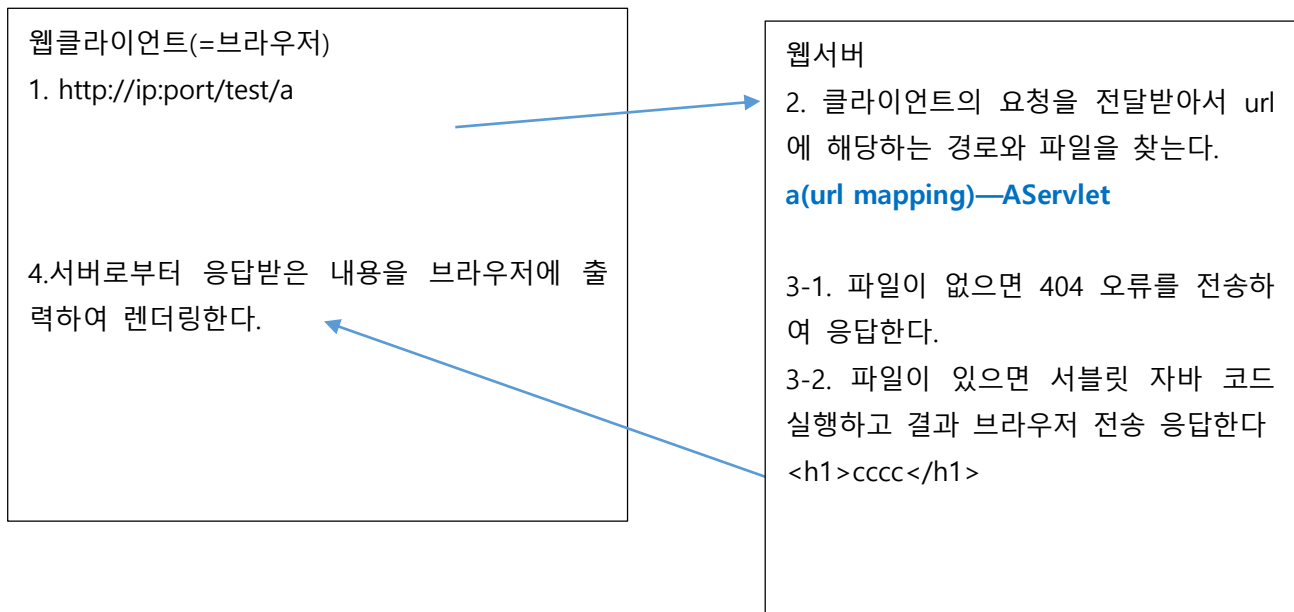 웹클라이언트(=브라우저)
1. http://ip:port/test/a
4.서버로부터 응답받은 내용을 브라우저에 출
력하여 렌더링한다.
웹서버
2. 클라이언트의 요청을 전달받아서 url
에 해당하는 경로와 파일을 찾는다.
a(url mapping)—AServlet
3-1. 파일이 없으면 404 오류를 전송하
여 응답한다.
3-2. 파일이 있으면 서블릿 자바 코드
실행하고 결과 브라우저 전송 응답한다
<h1>cccc</h1>